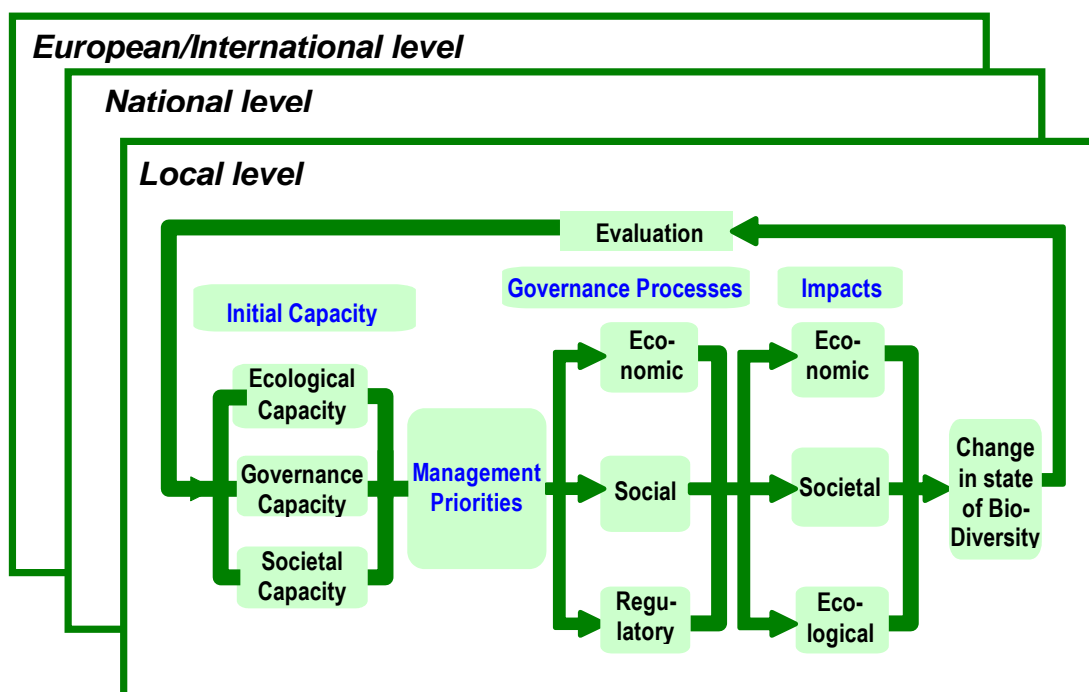 European/International level
National level
Local level
Evaluation
Governance Processes
Impacts
Initial Capacity
Eco-
nomic
Eco-
nomic
Ecological
Capacity
Governance
Capacity
Management
Priorities
Social
Societal
Change
in state
of Bio-
Diversity
Societal
Capacity
Regu-
latory
Eco-
logical